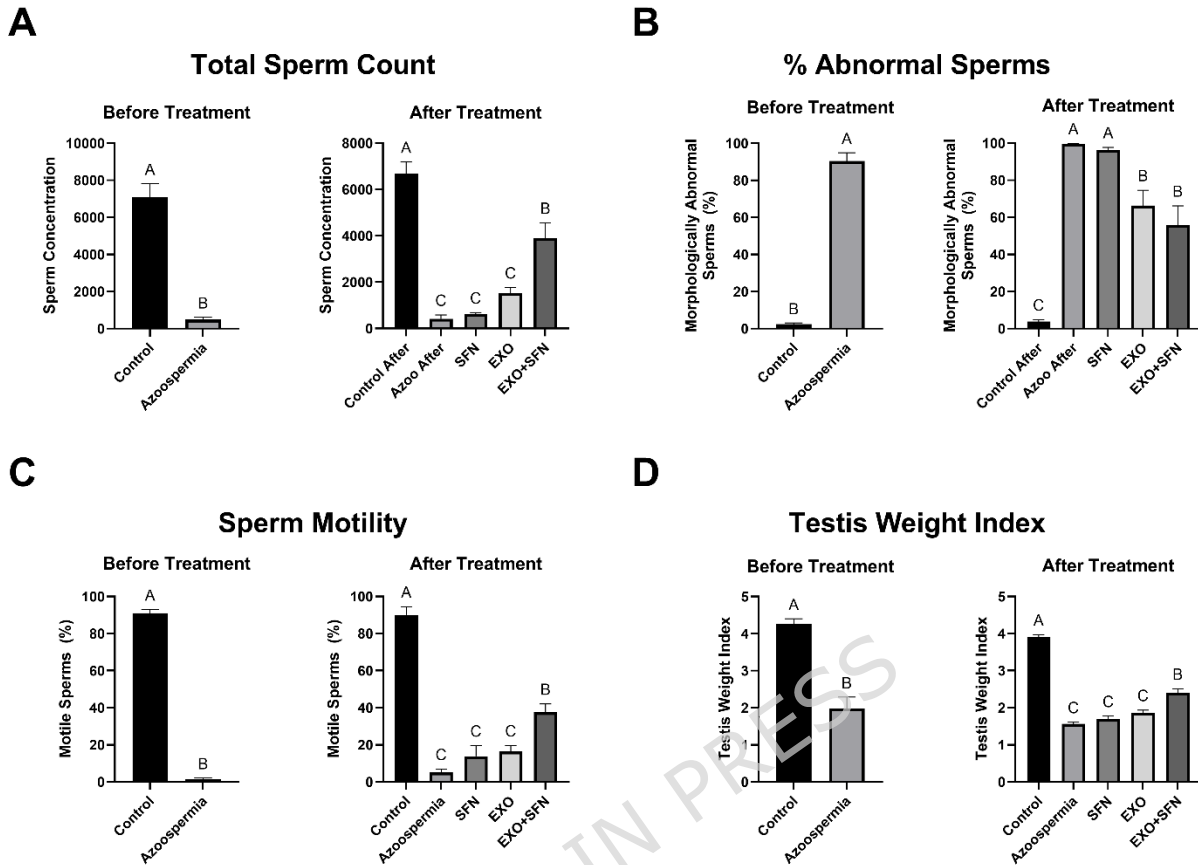 A
Total Sperm Count
Before Treatment
Sperm Concentration
10000
8000
6000
4000
2000
0
A
B
Control
Azoospermia
After Treatment
Sperm Concentration
8000
6000
4000
2000
0
A
C
C
C
B
Control After
Azoo After
SFN
EXO
EXO+SFN
B
% Abnormal Sperms
Before Treatment
Morphologically Abnormal
Sperms (%)
100
80
60
40
20
0
B
A
Control
Azoospermia
After Treatment
Morphologically Abnormal
Sperms (%)
100
80
60
40
20
0
C
A
A
B
B
Control After
Azoo After
SFN
EXO
EXO+SFN
C
Sperm Motility
Before Treatment
Motile Sperms (%)
100
80
60
40
20
0
A
B
Control
Azoospermia
After Treatment
Motile Sperms (%)
100
80
60
40
20
0
A
C
C
C
B
Control
Azoospermia
SFN
EXO
EXO+SFN
D
Testis Weight Index
Before Treatment
Testis Weight Index
5
4
3
2
1
0
A
B
Control
Azoospermia
After Treatment
Testis Weight Index
5
4
3
2
1
0
A
C
C
C
B
Control
Azoospermia
SFN
EXO
EXO+SFN
IN PRESS